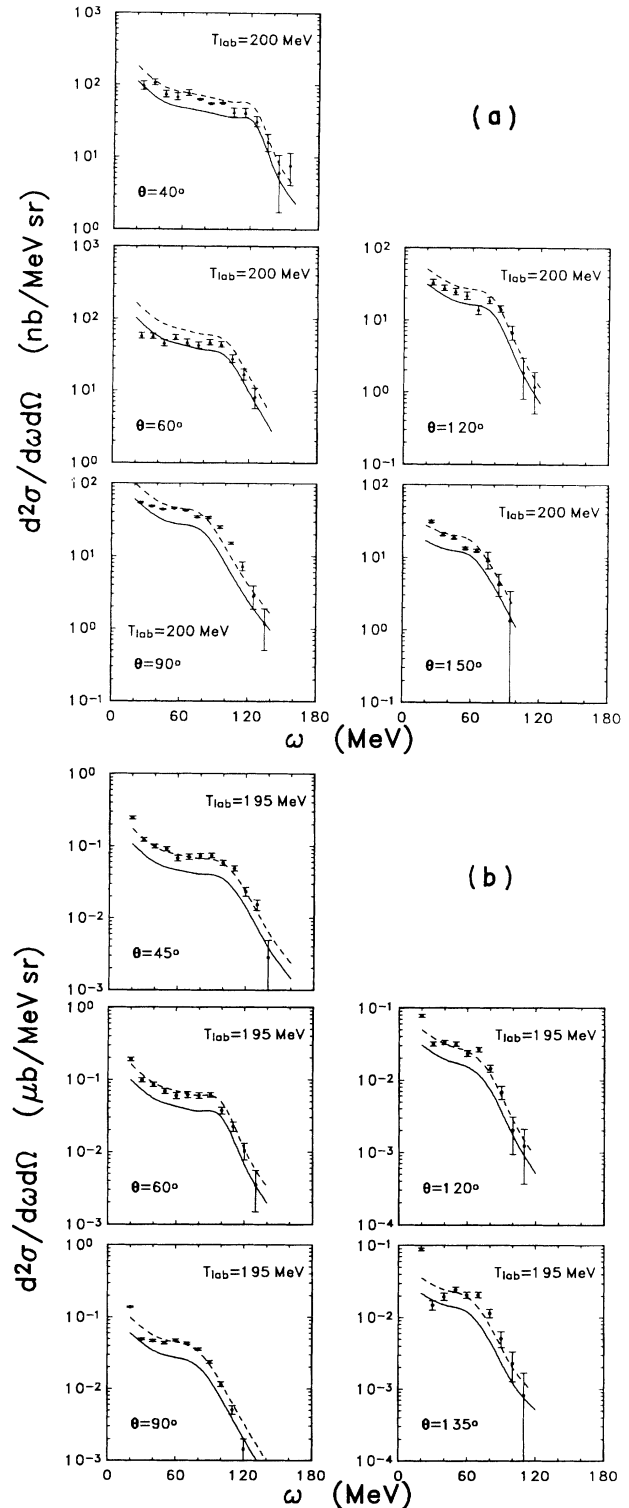 10³
T_lab=200 MeV
10²
(a)
10¹
θ=40°
10⁰
10³
10²
T_lab=200 MeV
T_lab=200 MeV
10²
10¹
10¹
10⁰
θ=60°
θ=120°
10⁰
10⁻¹
10²
10²
T_lab=200 MeV
10¹
10¹
10⁰
10⁰
T_lab=200 MeV
θ=90°
θ=150°
10⁻¹
10⁻¹
0 60 120 180
0 60 120 180
ω (MeV)
d²σ/dωdΩ (nb/MeV sr)
10⁰
T_lab=195 MeV
10⁻¹
(b)
10⁻²
θ=45°
10⁻³
10⁰
10⁻¹
T_lab=195 MeV
T_lab=195 MeV
10⁻¹
10⁻²
10⁻²
10⁻³
θ=60°
θ=120°
10⁻³
10⁻⁴
10⁰
10⁻¹
T_lab=195 MeV
T_lab=195 MeV
10⁻¹
10⁻²
10⁻²
10⁻³
θ=90°
θ=135°
10⁻³
10⁻⁴
0 60 120 180
0 60 120 180
ω (MeV)
d²σ/dωdΩ (μb/MeV sr)